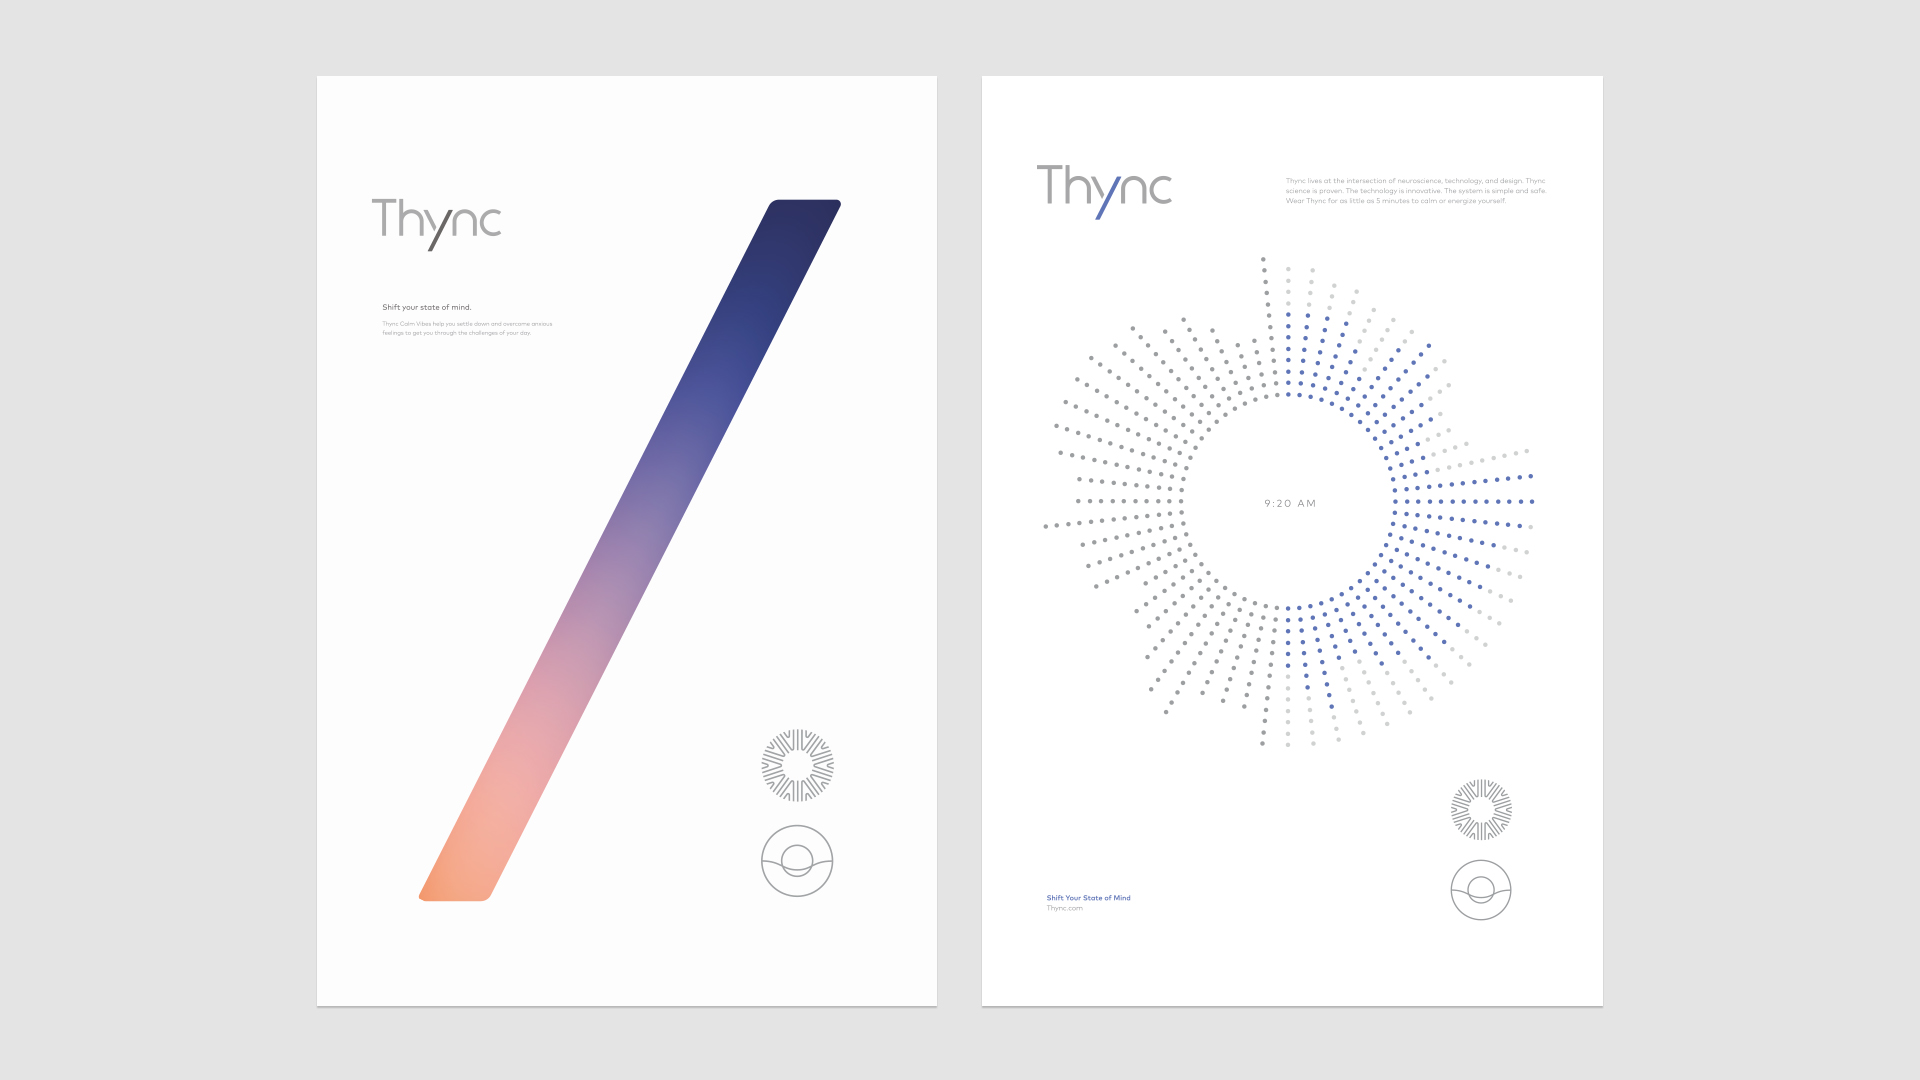 Thync
Shift your state of mind.
Thync Calm Vibes help you settle down and overcome anxious
feelings to get you through the challenges of your day.
Thync
Thync lives at the intersection of neuroscience, technology, and design. Thync
science is proven. The technology is innovative. The system is simple and safe.
Wear Thync for as little as 5 minutes to calm or energize yourself.
9:20 AM
Shift Your State of Mind
Thync.com